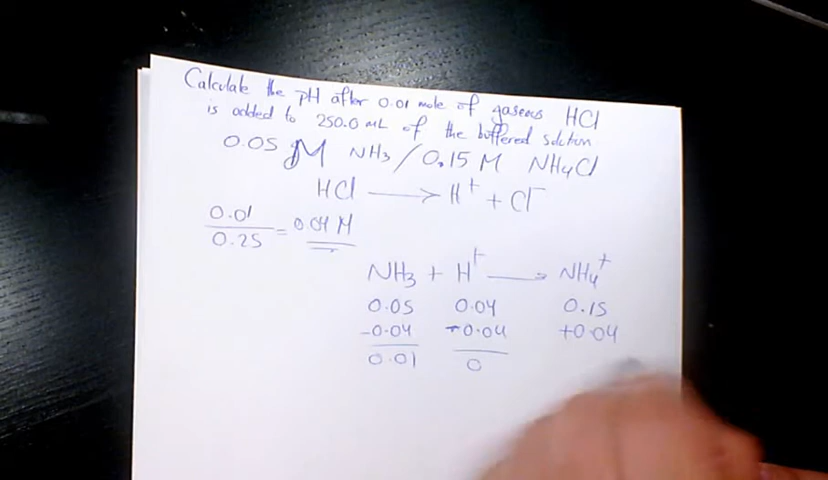 Calculate the pH after 0.01 mole of gaseous HCl
is added to 250.0 mL of the buffered solution
0.05 M NH3 / 0.15 M NH4Cl
HCl → H+ + Cl-
0.01
0.25
= 0.04 M
NH3 + H+ → NH4+
0.05 0.04 0.15
-0.04 -0.04 +0.04
0.01 0